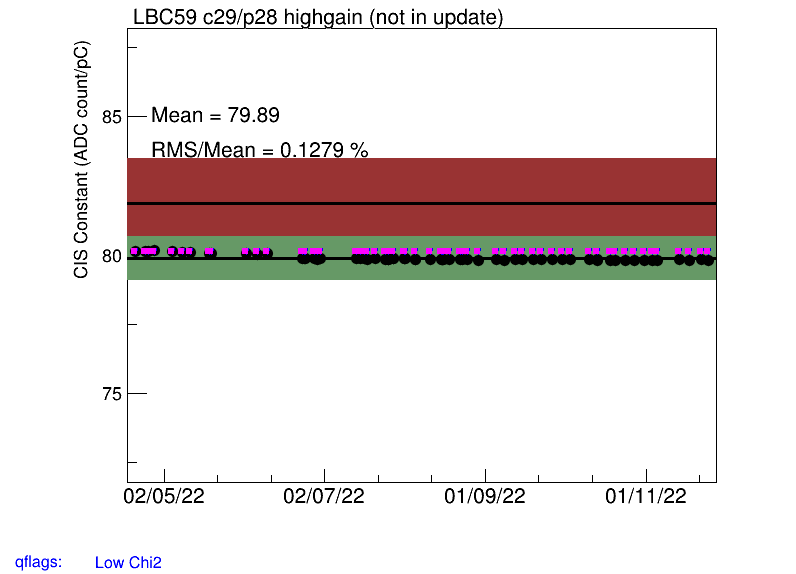 LBC59 c29/p28 highgain (not in update)
CIS Constant (ADC count/pC)
85
Mean = 79.89
RMS/Mean = 0.1279 %
80
75
02/05/22 02/07/22 01/09/22 01/11/22
qflags: Low Chi2